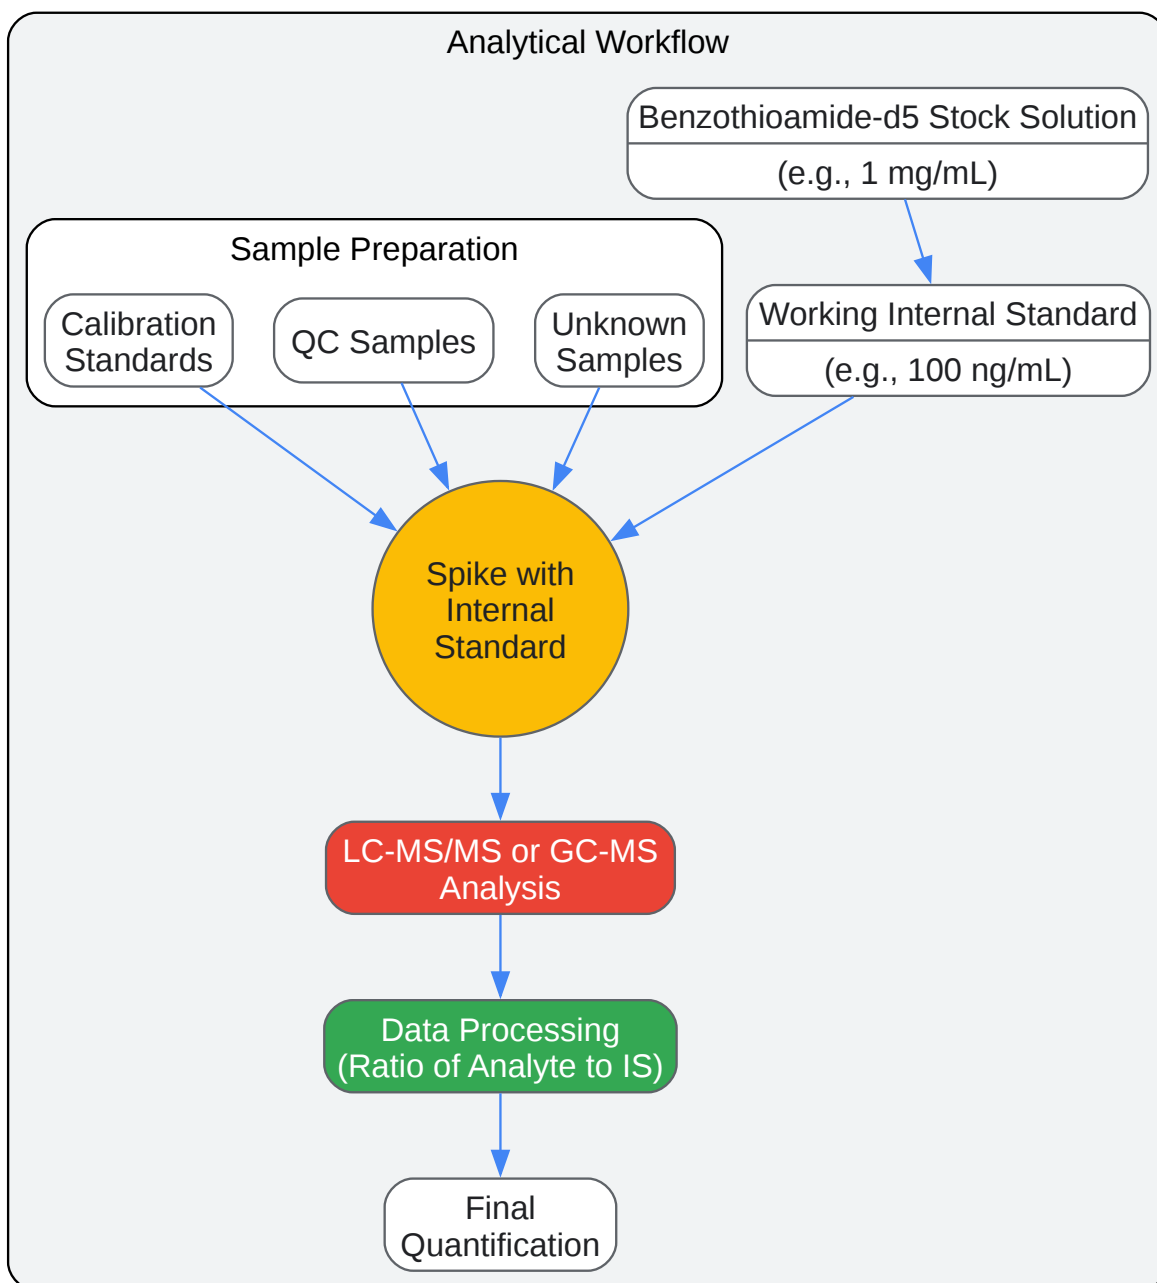 Analytical Workflow
Benzothioamide-d5 Stock Solution
(e.g., 1 mg/mL)
Sample Preparation
Calibration
Standards
QC Samples
Unknown
Samples
Working Internal Standard
(e.g., 100 ng/mL)
Spike with
Internal
Standard
LC-MS/MS or GC-MS
Analysis
Data Processing
(Ratio of Analyte to IS)
Final
Quantification